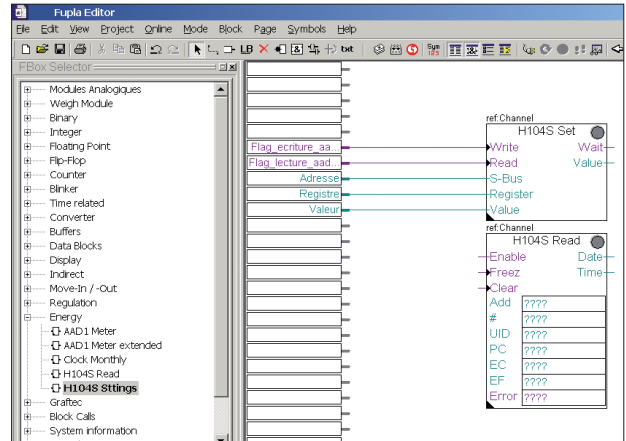 Fupla Editor
File Edit View Project Online Mode Block Page Symbols Help
LB txt Sym 123
FBox Selector
Modules Analogiques
Weigh Module
Binary
Integer
Floating Point
Flip-Flop
Counter
Blinker
Time related
Converter
Buffers
Data Blocks
Display
Indirect
Move-In / -Out
Regulation
Energy
AAD1 Meter
AAD1 Meter extended
Clock Monthly
H104S Read
H104S Sttings
Graftec
Block Calls
System information
Flag_ecriture_aa...
Flag_lecture_aad...
Adresse
Registre
Valeur
ref:Channel
H104S Set
Write Wait
Read Value
S-Bus
Register
Value
ref:Channel
H104S Read
Enable Date
Freez Time
Clear
Add ????
# ????
UID ????
PC ????
EC ????
EF ????
Error ????